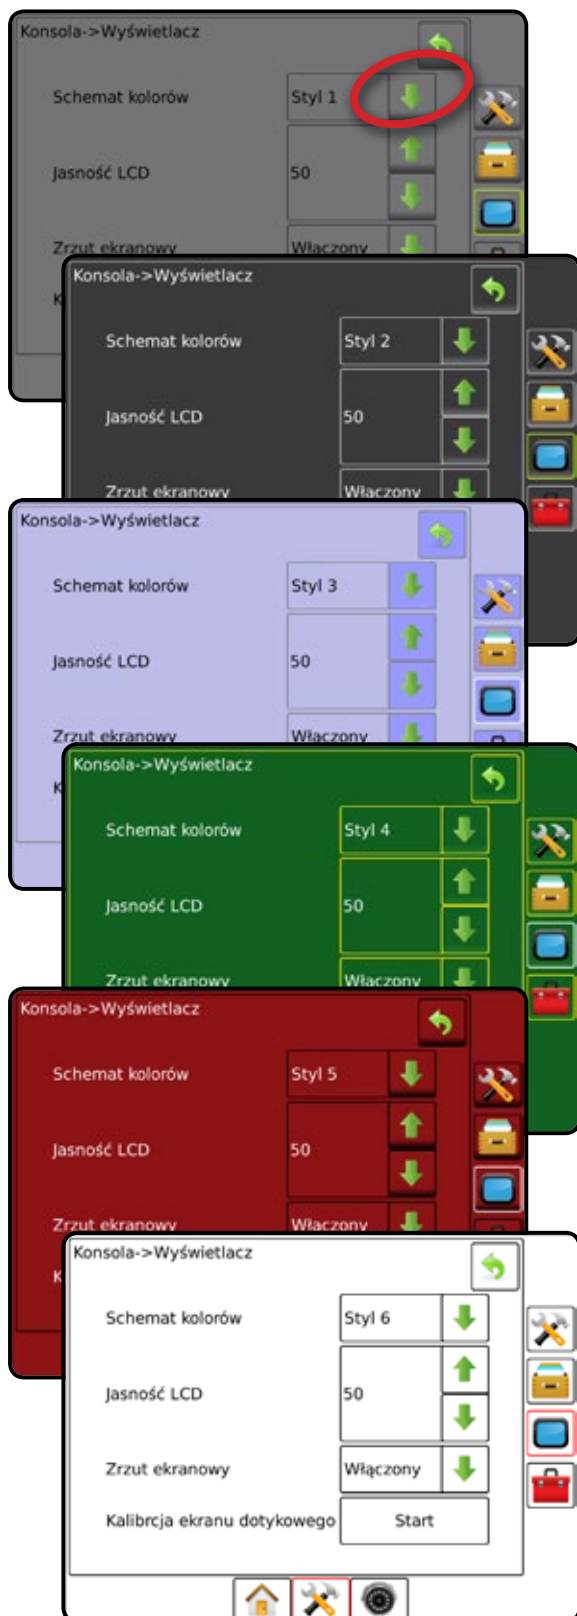 Konsola->Wyświetlacz
Schemat kolorów Styl 1
Jasność LCD 50
Zrzut ekranowy Włączony
K
Konsola->Wyświetlacz
Schemat kolorów Styl 2
Jasność LCD 50
Zrzut ekranowy Włączony
Konsola->Wyświetlacz
Schemat kolorów Styl 3
Jasność LCD 50
Zrzut ekranowy Włączony
K
Konsola->Wyświetlacz
Schemat kolorów Styl 4
Jasność LCD 50
Zrzut ekranowy Włączony
Konsola->Wyświetlacz
Schemat kolorów Styl 5
Jasność LCD 50
Zrzut ekranowy Włączony
K
Konsola->Wyświetlacz
Schemat kolorów Styl 6
Jasność LCD 50
Zrzut ekranowy Włączony
Kalibrcja ekranu dotykowego Start